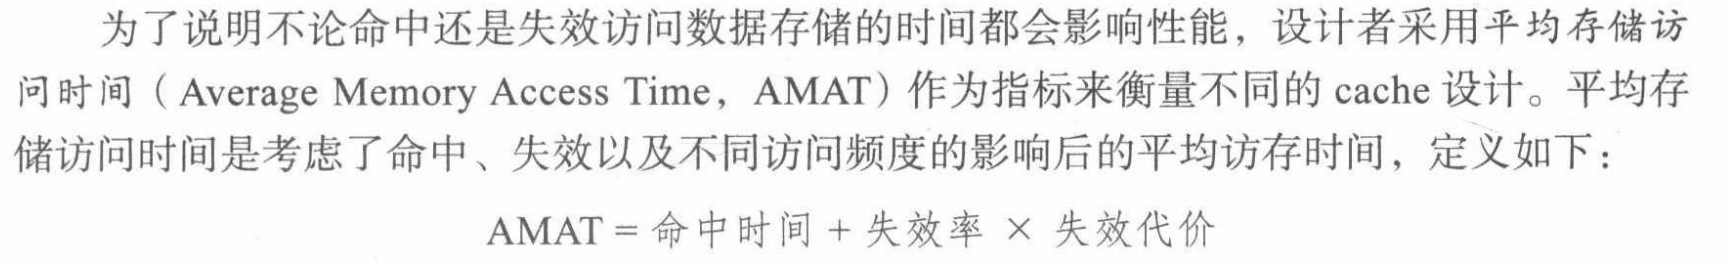 为了说明不论命中还是失效访问数据存储的时间都会影响性能，设计者采用平均存储访
问时间（Average Memory Access Time，AMAT）作为指标来衡量不同的 cache 设计。平均存
储访问时间是考虑了命中、失效以及不同访问频度的影响后的平均访存时间，定义如下：
AMAT = 命中时间 + 失效率 × 失效代价